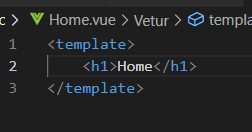 Home.vue > Vetur > templa
1 <template>
2     <h1>Home</h1>
3 </template>